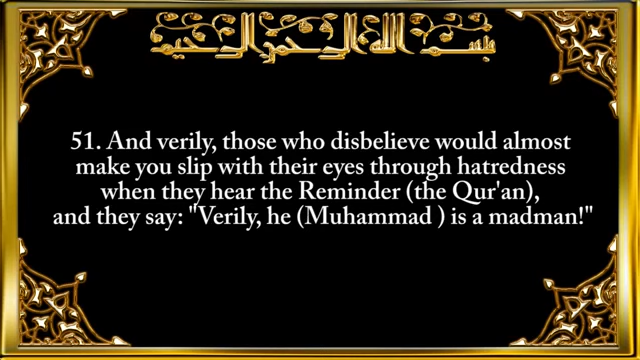 بسم الله الرحمن الرحيم
51. And verily, those who disbelieve would almost
make you slip with their eyes through hatredness
when they hear the Reminder (the Qur'an),
and they say: "Verily, he (Muhammad ) is a madman!"